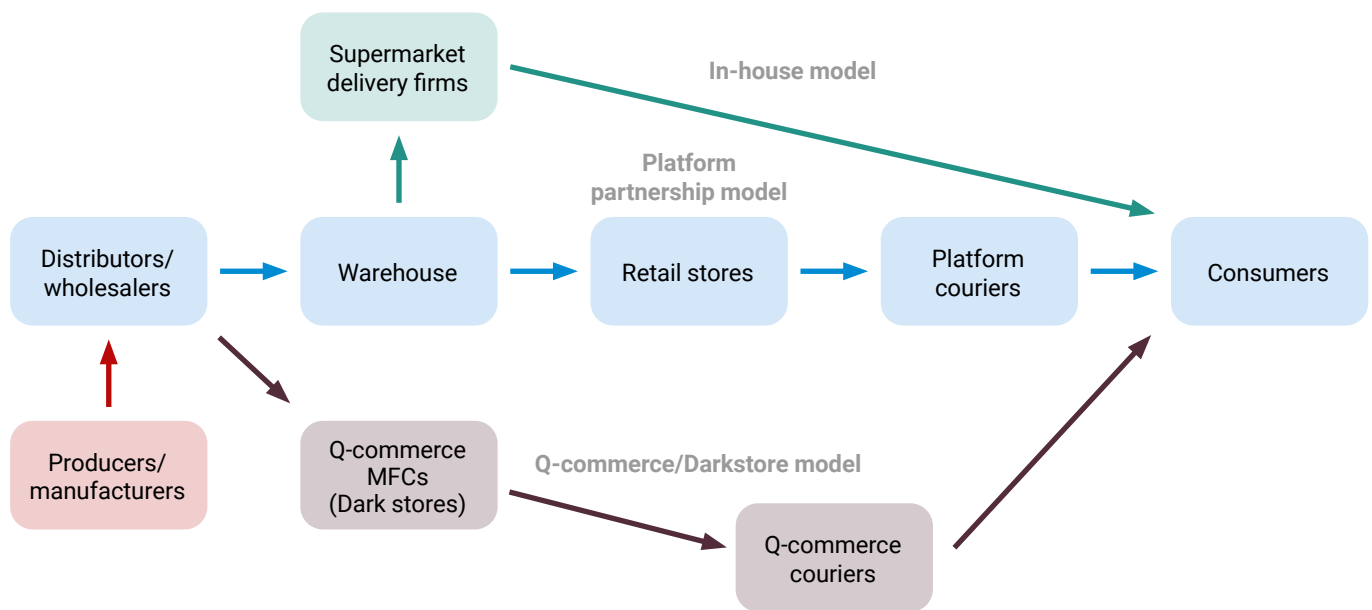 Supermarket
delivery firms
In-house model
Platform
partnership model
Distributors/
wholesalers
Warehouse
Retail stores
Platform
couriers
Consumers
Producers/
manufacturers
Q-commerce
MFCs
(Dark stores)
Q-commerce/Darkstore model
Q-commerce
couriers